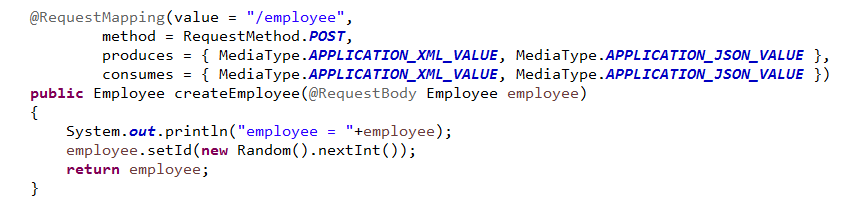 @RequestMapping(value = "/employee",
method = RequestMethod.POST,
produces = { MediaType.APPLICATION_XML_VALUE, MediaType.APPLICATION_JSON_VALUE },
consumes = { MediaType.APPLICATION_XML_VALUE, MediaType.APPLICATION_JSON_VALUE })
public Employee createEmployee(@RequestBody Employee employee)
{
System.out.println("employee = "+employee);
employee.setId(new Random().nextInt());
return employee;
}